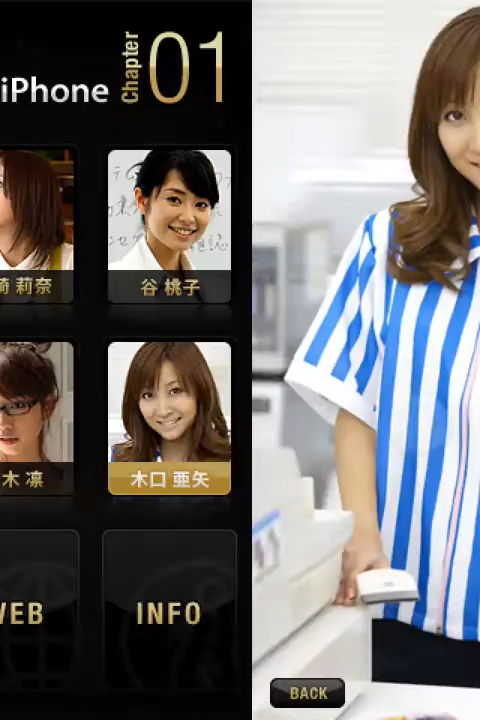 iPhone
Chapter
01
崎 莉奈
谷 桃子
木 凛
木口 亜矢
WEB
INFO
BACK